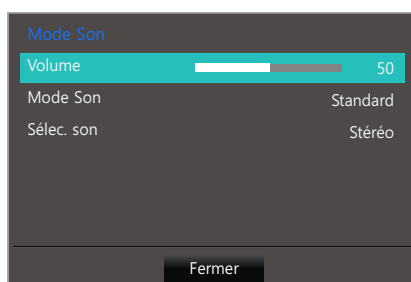 Mode Son
Volume 50
Mode Son Standard
Sélec. son Stéréo
Fermer